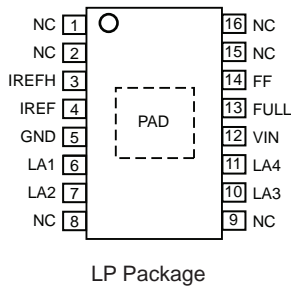 NC 1 16 NC
NC 2 15 NC
IREFH 3 14 FF
IREF 4 13 FULL
PAD
GND 5 12 VIN
LA1 6 11 LA4
LA2 7 10 LA3
NC 8 9 NC
LP Package